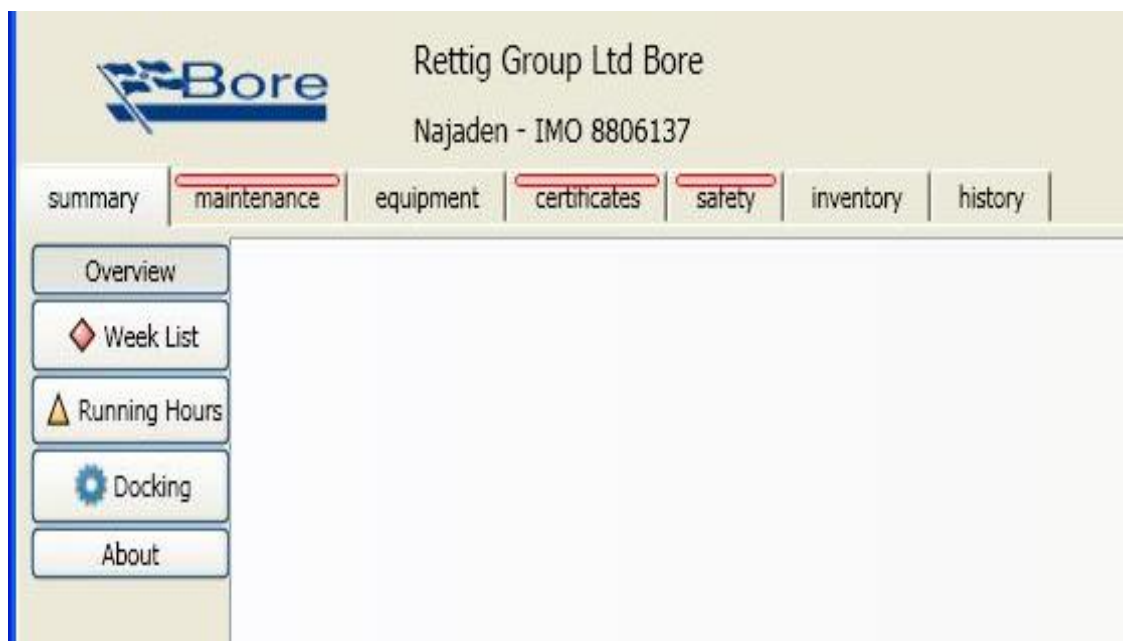 Bore
Rettig Group Ltd Bore
Najaden - IMO 8806137
summary maintenance equipment certificates safety inventory history
Overview
Week List
Running Hours
Docking
About